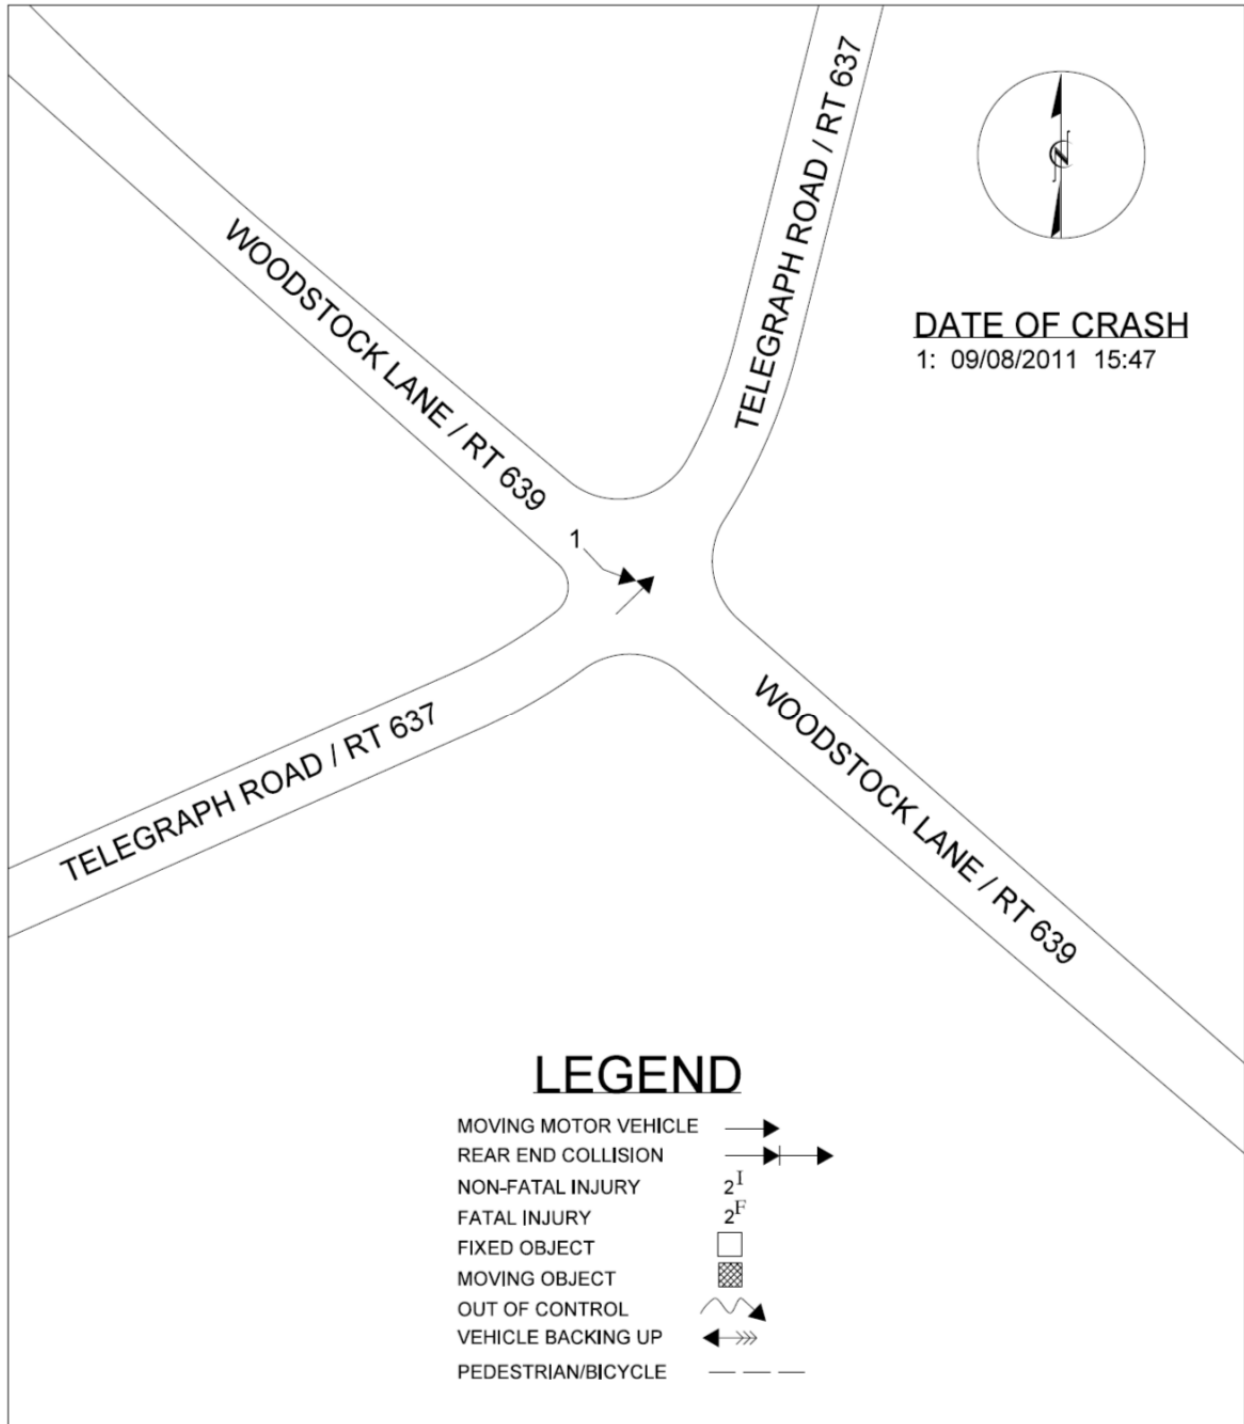 TELEGRAPH ROAD / RT 637
N
WOODSTOCK LANE / RT 639
DATE OF CRASH
1: 09/08/2011 15:47
1
TELEGRAPH ROAD / RT 637
WOODSTOCK LANE / RT 639
LEGEND
MOVING MOTOR VEHICLE
REAR END COLLISION
NON-FATAL INJURY 2I
FATAL INJURY 2F
FIXED OBJECT
MOVING OBJECT
OUT OF CONTROL
VEHICLE BACKING UP
PEDESTRIAN/BICYCLE